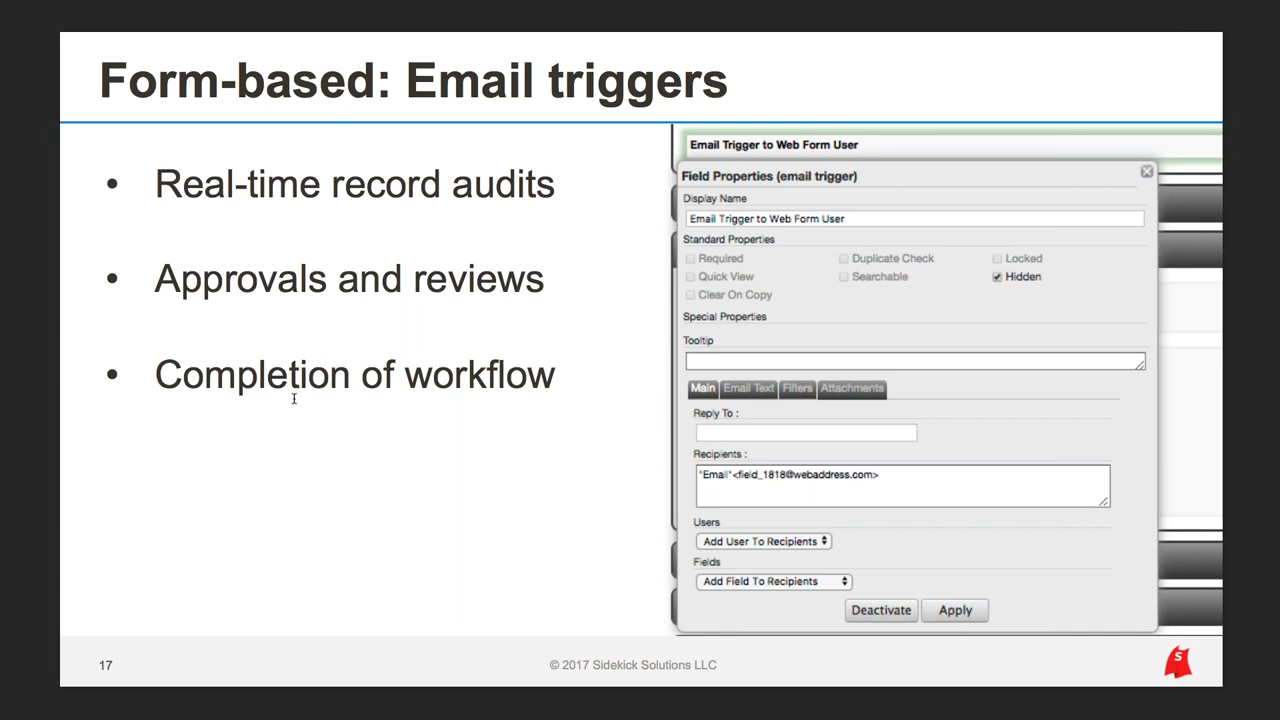 Form-based: Email triggers
• Real-time record audits
• Approvals and reviews
• Completion of workflow
Email Trigger to Web Form User
Field Properties (email trigger)
Display Name
Email Trigger to Web Form User
Standard Properties
Required Duplicate Check Locked
Quick View Searchable Hidden
Clear On Copy
Special Properties
Tooltip
Main Email Text Filters Attachments
Reply To :
Recipients :
"Email"<field_1818@webaddress.com>
Users
Add User To Recipients
Fields
Add Field To Recipients
Deactivate Apply
17
© 2017 Sidekick Solutions LLC
S